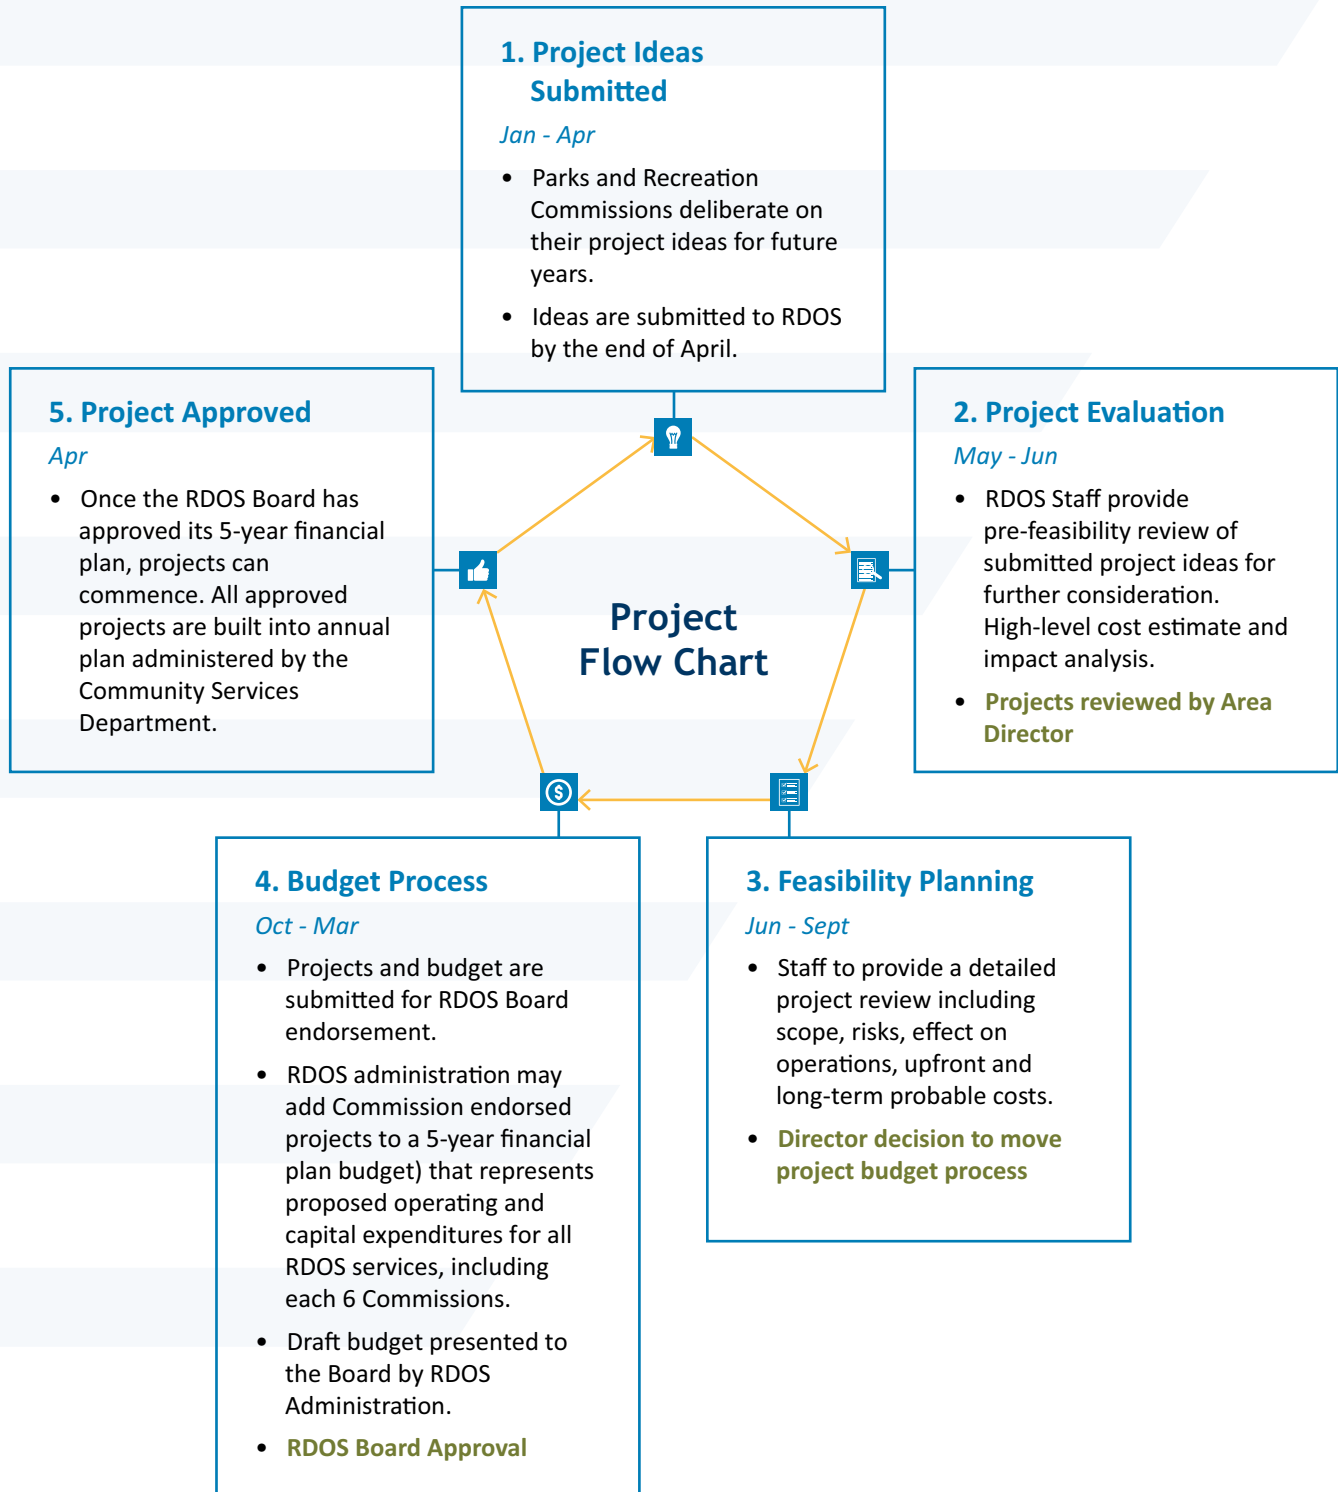 1. Project Ideas
Submitted
Jan - Apr
• Parks and Recreation
Commissions deliberate on
their project ideas for future
years.
• Ideas are submitted to RDOS
by the end of April.
2. Project Evaluation
May - Jun
• RDOS Staff provide
pre-feasibility review of
submitted project ideas for
further consideration.
High-level cost estimate and
impact analysis.
• Projects reviewed by Area
Director
3. Feasibility Planning
Jun - Sept
• Staff to provide a detailed
project review including
scope, risks, effect on
operations, upfront and
long-term probable costs.
• Director decision to move
project budget process
4. Budget Process
Oct - Mar
• Projects and budget are
submitted for RDOS Board
endorsement.
• RDOS administration may
add Commission endorsed
projects to a 5-year financial
plan budget) that represents
proposed operating and
capital expenditures for all
RDOS services, including
each 6 Commissions.
• Draft budget presented to
the Board by RDOS
Administration.
• RDOS Board Approval
5. Project Approved
Apr
• Once the RDOS Board has
approved its 5-year financial
plan, projects can
commence. All approved
projects are built into annual
plan administered by the
Community Services
Department.
Project
Flow Chart
$